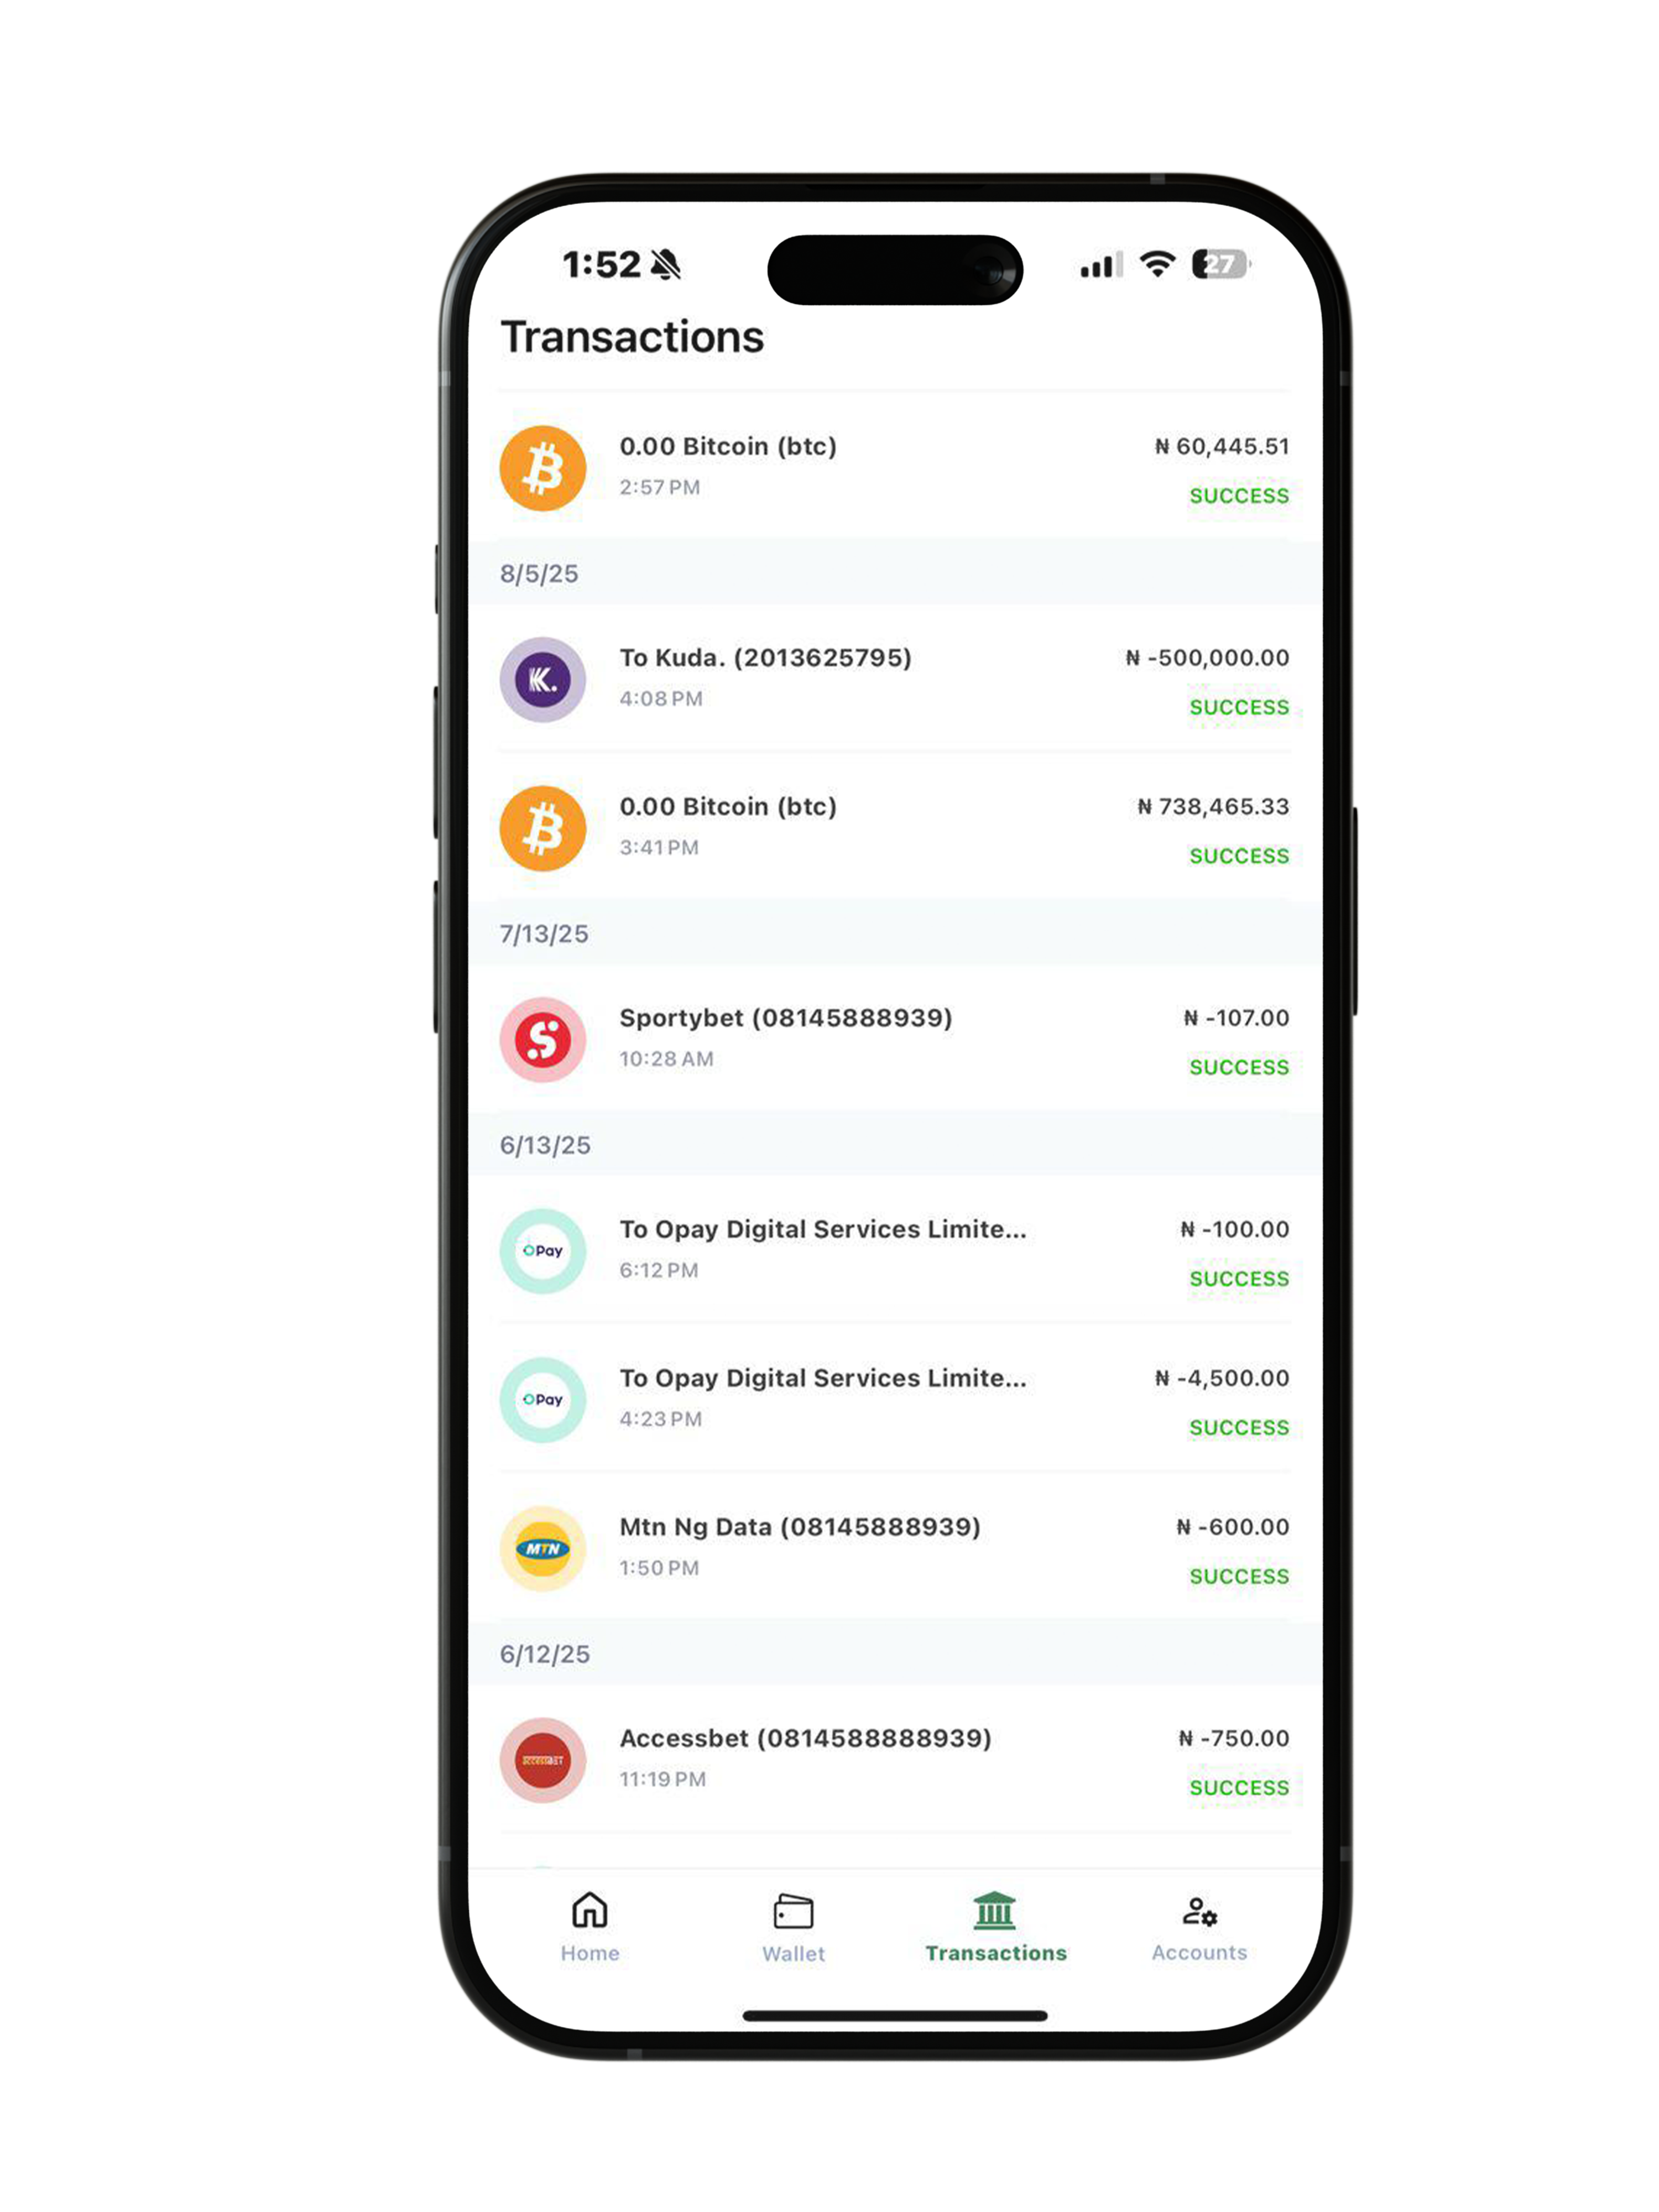 1:52
27
Transactions
0.00 Bitcoin (btc)
₦ 60,445.51
2:57 PM
SUCCESS
8/5/25
K.
To Kuda. (2013625795)
₦ -500,000.00
4:08 PM
SUCCESS
0.00 Bitcoin (btc)
₦ 738,465.33
3:41 PM
SUCCESS
7/13/25
Sportybet (08145888939)
₦ -107.00
10:28 AM
SUCCESS
6/13/25
OPay
To Opay Digital Services Limite...
₦ -100.00
6:12 PM
SUCCESS
OPay
To Opay Digital Services Limite...
₦ -4,500.00
4:23 PM
SUCCESS
MTN
Mtn Ng Data (08145888939)
₦ -600.00
1:50 PM
SUCCESS
6/12/25
ACCESSBET
Accessbet (0814588888939)
₦ -750.00
11:19 PM
SUCCESS
Home
Wallet
Transactions
Accounts